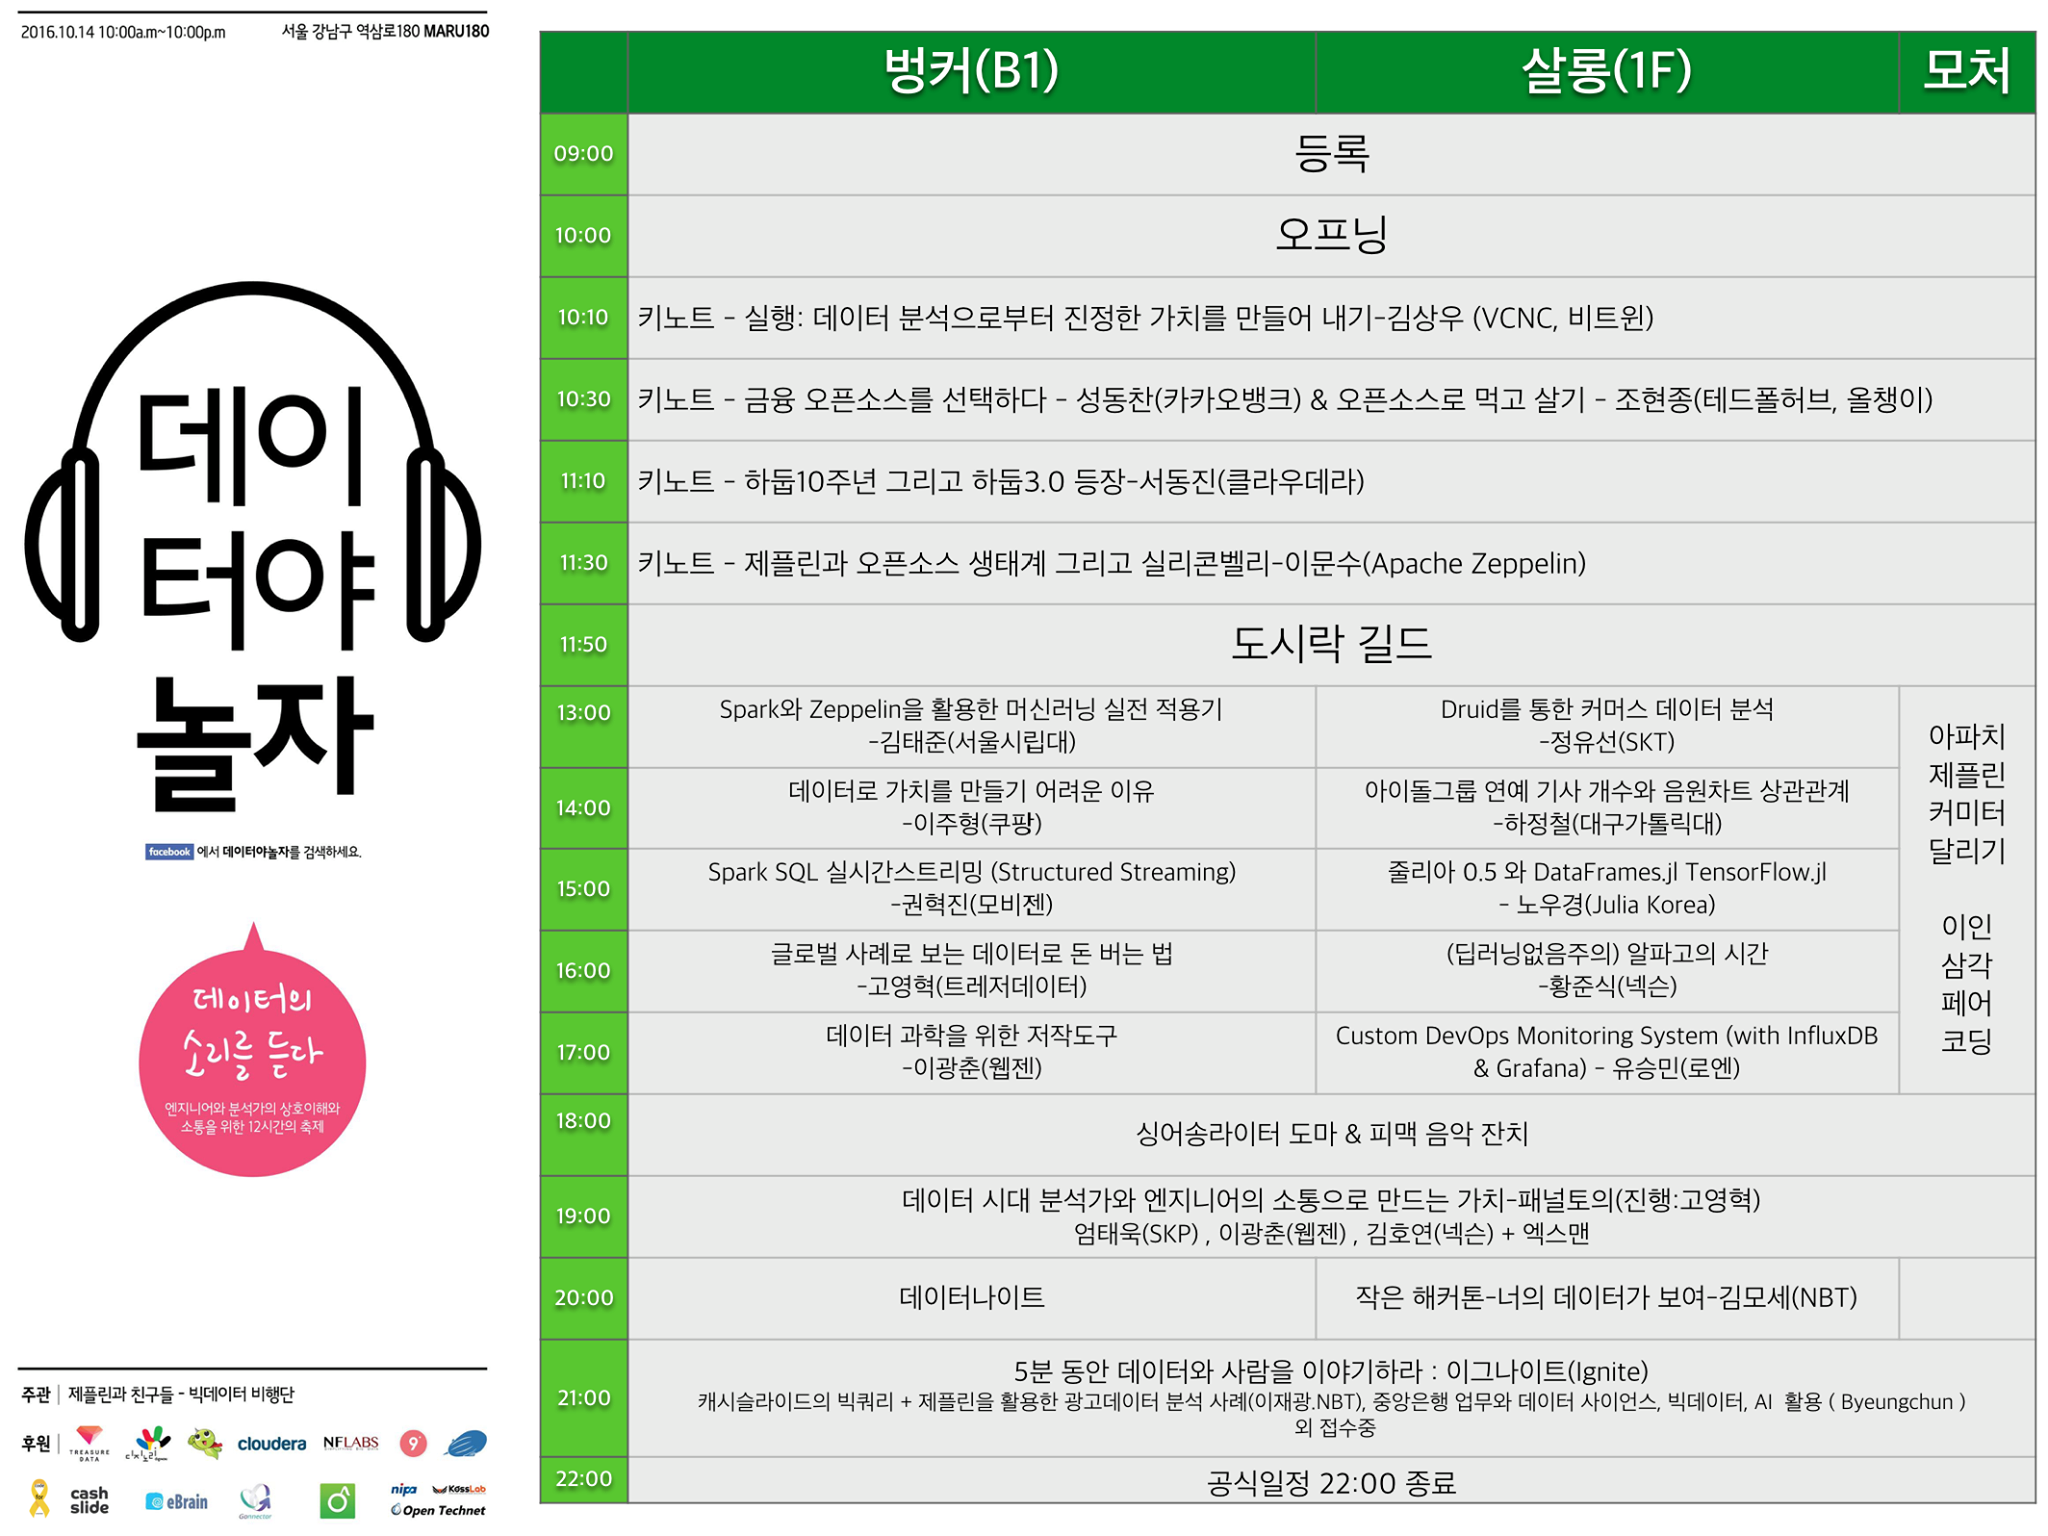 2016.10.14 10:00a.m~10:00p.m
서울 강남구 역삼로180 MARU180
데이
터야
놀자
facebook 에서 데이터야놀자를 검색하세요.
데이터의
소리를 듣다
엔지니어와 분석가의 상호이해와
소통을 위한 12시간의 축제
주관 | 제플린과 친구들 - 빅데이터 비행단
후원 |
TREASURE
DATA
디지노리
cloudera
NFLABS
9
cash
slide
eBrain
Gonnector
nipa
KossLab
Open Technet
벙커(B1)
살롱(1F)
모처
09:00
등록
10:00
오프닝
10:10
키노트 - 실행: 데이터 분석으로부터 진정한 가치를 만들어 내기-김상우 (VCNC, 비트윈)
10:30
키노트 - 금융 오픈소스를 선택하다 - 성동찬(카카오뱅크) & 오픈소스로 먹고 살기 - 조현종(테드폴허브, 올챙이)
11:10
키노트 - 하둡10주년 그리고 하둡3.0 등장-서동진(클라우데라)
11:30
키노트 - 제플린과 오픈소스 생태계 그리고 실리콘벨리-이문수(Apache Zeppelin)
11:50
도시락 길드
13:00
Spark와 Zeppelin을 활용한 머신러닝 실전 적용기
-김태준(서울시립대)
Druid를 통한 커머스 데이터 분석
-정유선(SKT)
아파치
제플린
커미터
달리기
이인
삼각
페어
코딩
14:00
데이터로 가치를 만들기 어려운 이유
-이주형(쿠팡)
아이돌그룹 연예 기사 개수와 음원차트 상관관계
-하정철(대구가톨릭대)
15:00
Spark SQL 실시간스트리밍 (Structured Streaming)
-권혁진(모비젠)
줄리아 0.5 와 DataFrames.jl TensorFlow.jl
- 노우경(Julia Korea)
16:00
글로벌 사례로 보는 데이터로 돈 버는 법
-고영혁(트레저데이터)
(딥러닝없음주의) 알파고의 시간
-황준식(넥슨)
17:00
데이터 과학을 위한 저작도구
-이광춘(웹젠)
Custom DevOps Monitoring System (with InfluxDB
& Grafana) - 유승민(로엔)
18:00
싱어송라이터 도마 & 피맥 음악 잔치
19:00
데이터 시대 분석가와 엔지니어의 소통으로 만드는 가치-패널토의(진행:고영혁)
엄태욱(SKP) , 이광춘(웹젠) , 김호연(넥슨) + 엑스맨
20:00
데이터나이트
작은 해커톤-너의 데이터가 보여-김모세(NBT)
21:00
5분 동안 데이터와 사람을 이야기하라 : 이그나이트(Ignite)
캐시슬라이드의 빅쿼리 + 제플린을 활용한 광고데이터 분석 사례(이재광.NBT), 중앙은행 업무와 데이터 사이언스, 빅데이터, AI 활용 ( Byeungchun )
외 접수중
22:00
공식일정 22:00 종료